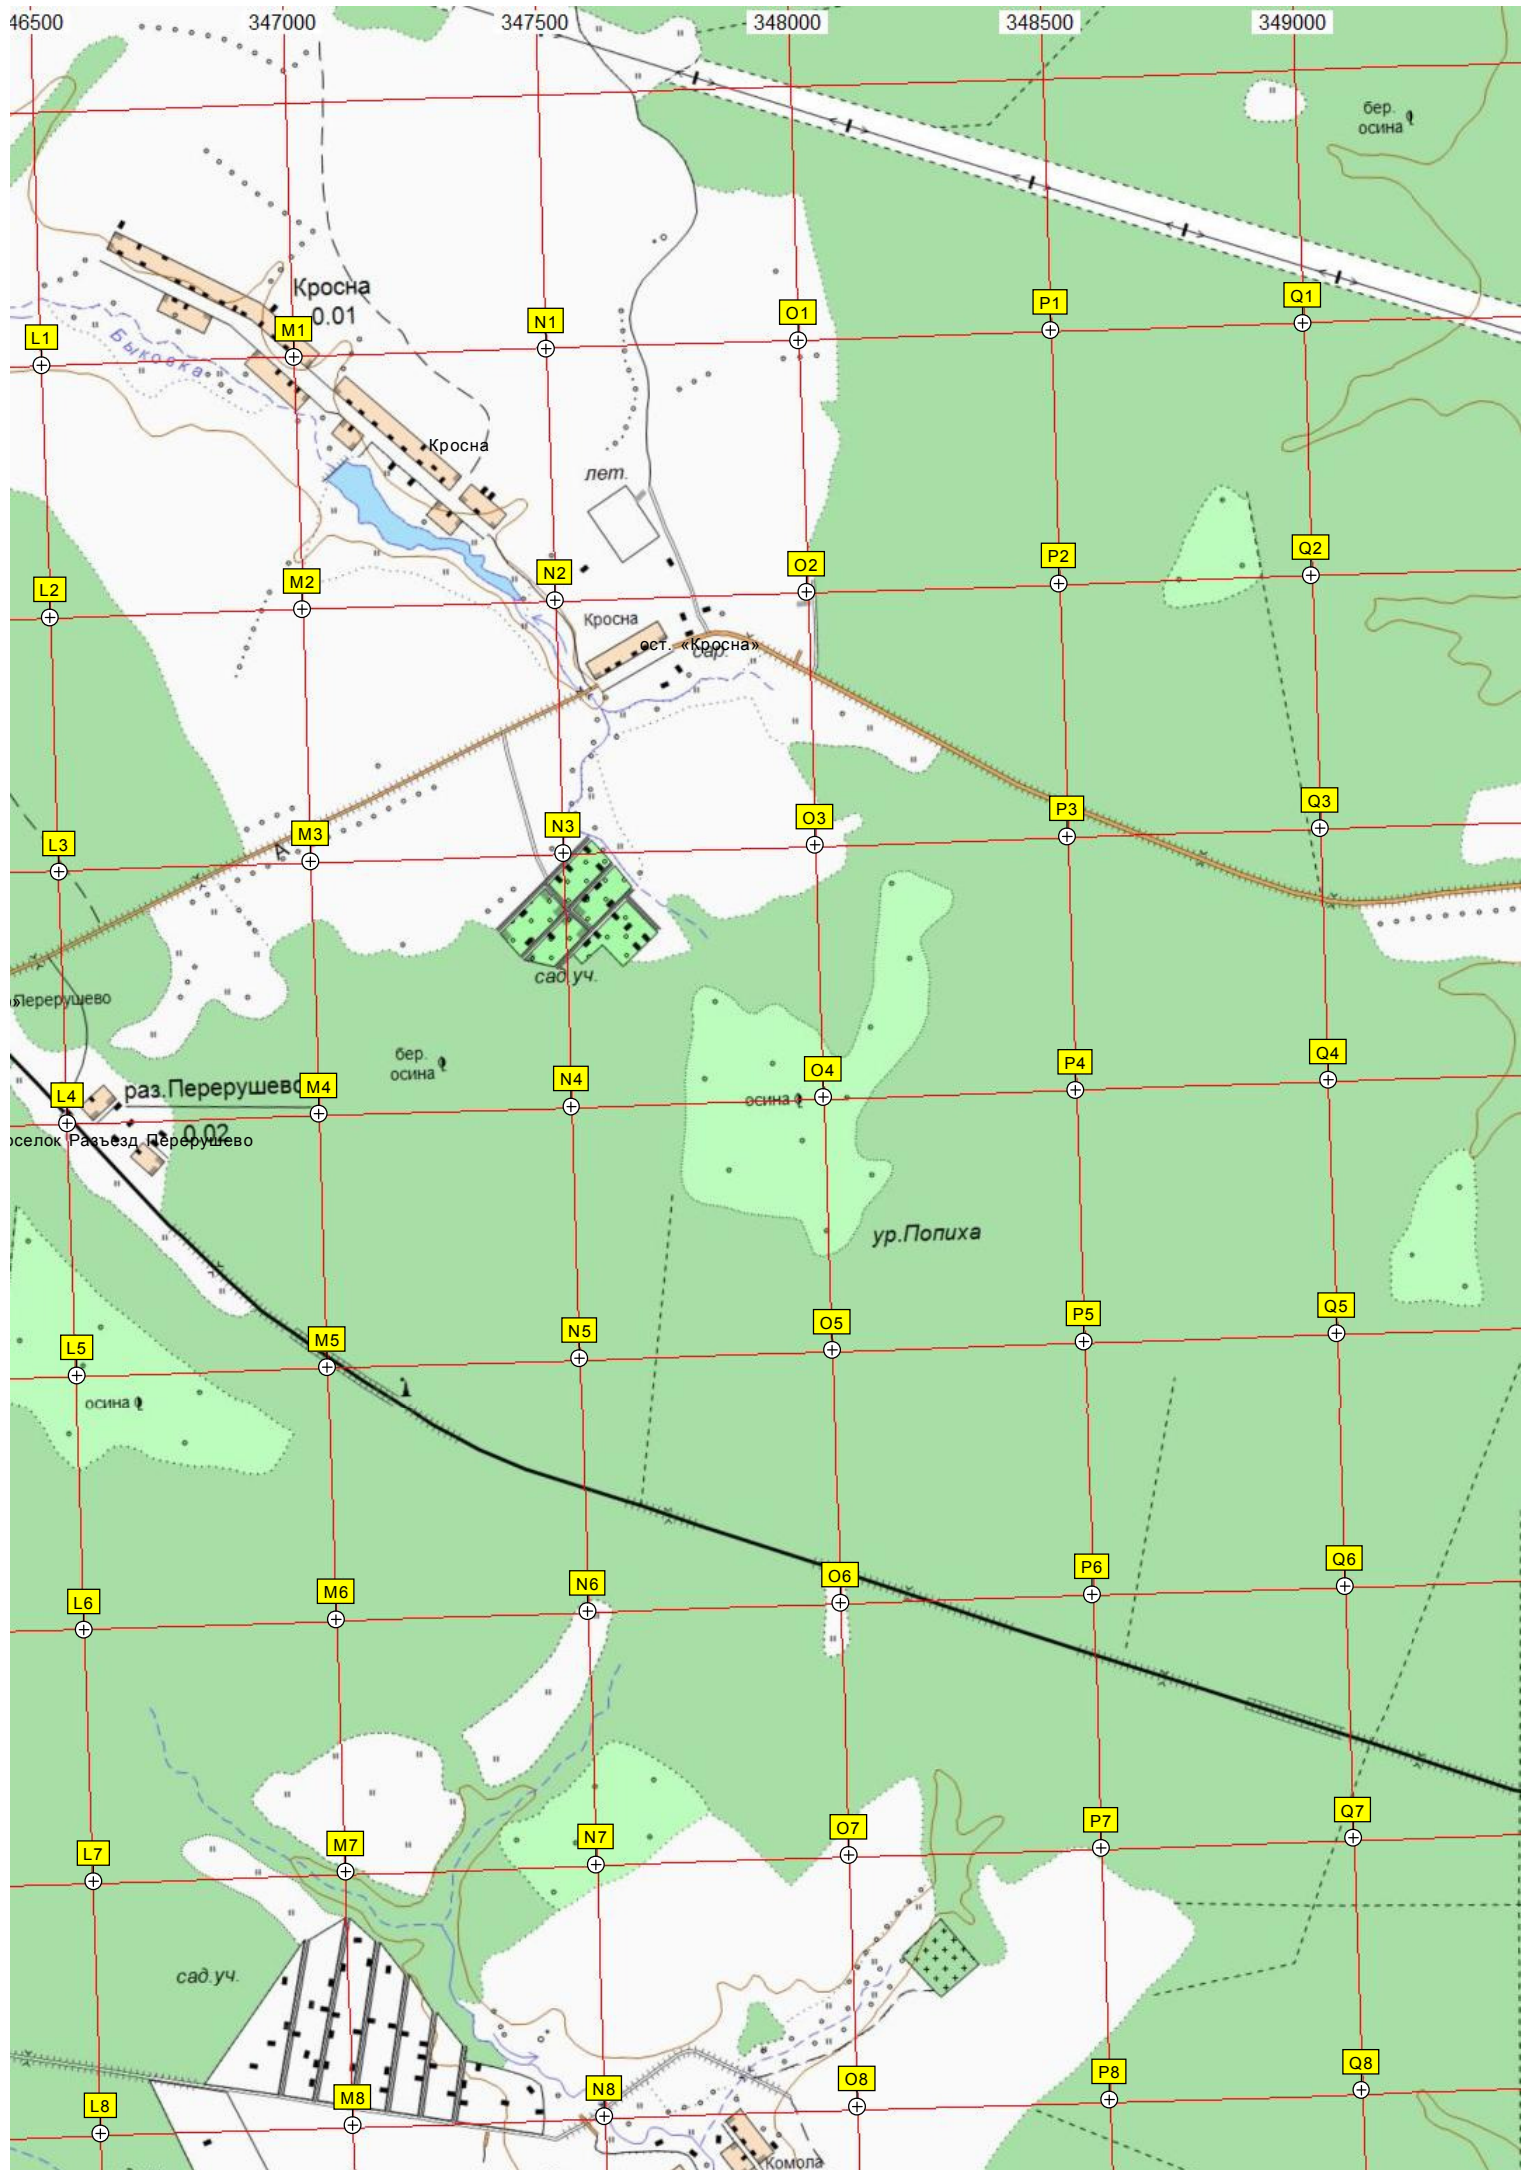 46500 347000 347500 348000 348500 349000
бер.
осина
Кросна
0.01
L1 M1 N1 O1 P1 Q1
Быковка
Кросна
лет.
L2 M2 N2 O2 P2 Q2
Кросна
ост. «Кросна»
сар.
L3 M3 N3 O3 P3 Q3
А
сад.уч.
»Перерушево
бер.
осина
раз.Перерушево
L4 M4 N4 O4 P4 Q4
осина
0.02
оселок Разъезд Перерушево
ур.Попиха
L5 M5 N5 O5 P5 Q5
осина
L6 M6 N6 O6 P6 Q6
L7 M7 N7 O7 P7 Q7
сад.уч.
L8 M8 N8 O8 P8 Q8
Комола